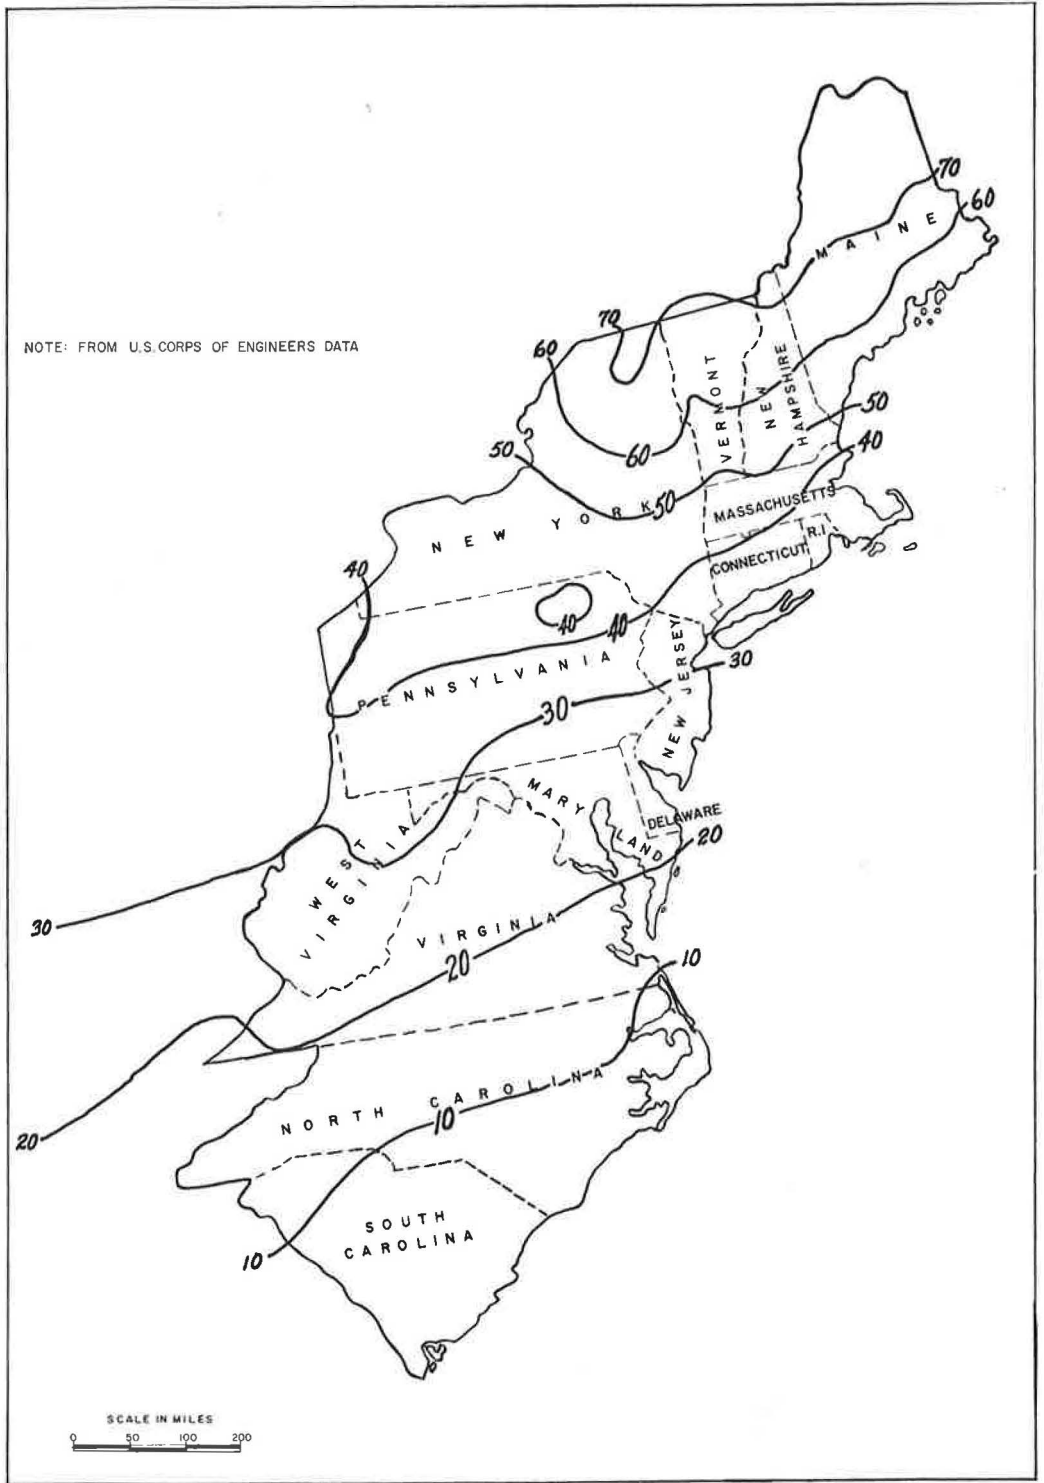 70
60
MAINE
70
NOTE: FROM U.S. CORPS OF ENGINEERS DATA
60
VERMONT
NEW
HAMPSHIRE
50
40
50
60
50
NEW YORK
MASSACHUSETTS
R.I.
CONNECTICUT
40
40
40
PENNSYLVANIA
NEW JERSEY
30
30
MARY
LAND
DELAWARE
20
WEST
VIRGINIA
30
VIRGINIA
20
10
20
NORTH CAROLINA
10
SOUTH
CAROLINA
10
SCALE IN MILES
0 50 100 200